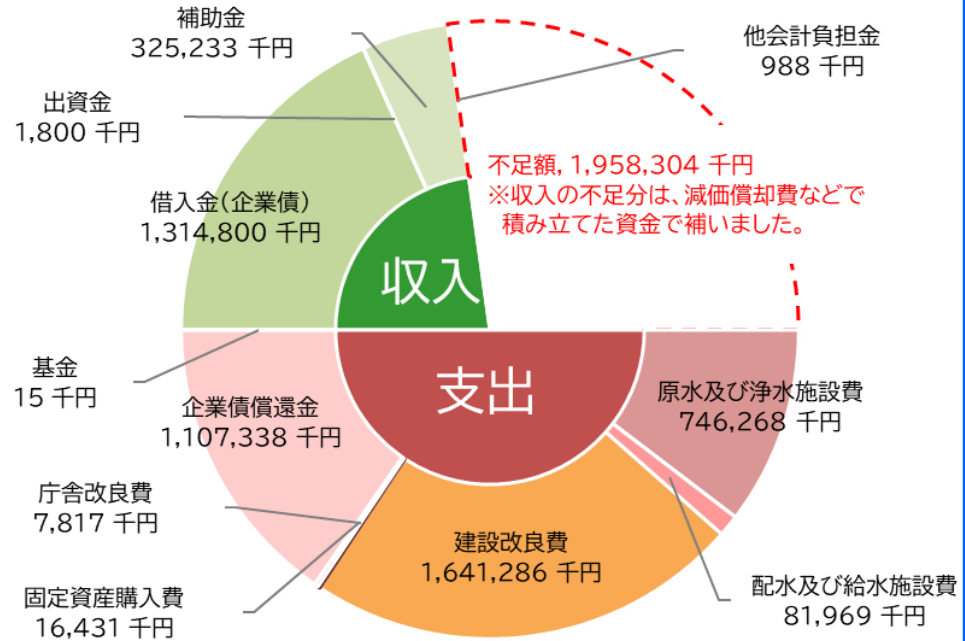 補助金
325,233 千円
他会計負担金
988 千円
出資金
1,800 千円
不足額, 1,958,304 千円
※収入の不足分は、減価償却費などで
積み立てた資金で補いました。
借入金(企業債)
1,314,800 千円
収入
支出
基金
15 千円
企業債償還金
1,107,338 千円
原水及び浄水施設費
746,268 千円
庁舎改良費
7,817 千円
建設改良費
1,641,286 千円
固定資産購入費
16,431 千円
配水及び給水施設費
81,969 千円